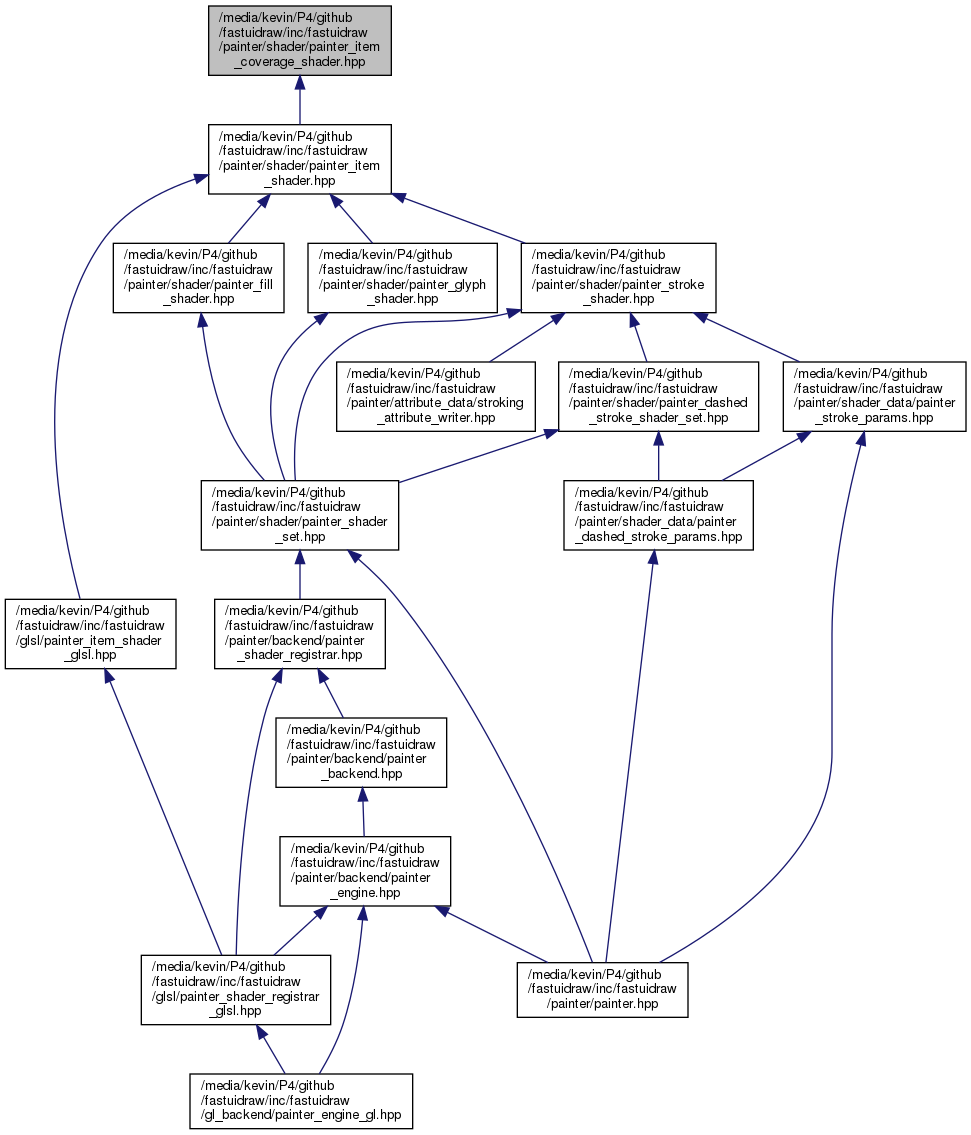 /media/kevin/P4/github
/fastuidraw/inc/fastuidraw
/painter/shader/painter_item
_coverage_shader.hpp
/media/kevin/P4/github
/fastuidraw/inc/fastuidraw
/painter/shader/painter_item
_shader.hpp
/media/kevin/P4/github
/fastuidraw/inc/fastuidraw
/painter/shader/painter_fill
_shader.hpp
/media/kevin/P4/github
/fastuidraw/inc/fastuidraw
/painter/shader/painter_glyph
_shader.hpp
/media/kevin/P4/github
/fastuidraw/inc/fastuidraw
/painter/shader/painter_stroke
_shader.hpp
/media/kevin/P4/github
/fastuidraw/inc/fastuidraw
/painter/attribute_data/stroking
_attribute_writer.hpp
/media/kevin/P4/github
/fastuidraw/inc/fastuidraw
/painter/shader/painter_dashed
_stroke_shader_set.hpp
/media/kevin/P4/github
/fastuidraw/inc/fastuidraw
/painter/shader_data/painter
_stroke_params.hpp
/media/kevin/P4/github
/fastuidraw/inc/fastuidraw
/painter/shader/painter_shader
_set.hpp
/media/kevin/P4/github
/fastuidraw/inc/fastuidraw
/painter/shader_data/painter
_dashed_stroke_params.hpp
/media/kevin/P4/github
/fastuidraw/inc/fastuidraw
/glsl/painter_item_shader
_glsl.hpp
/media/kevin/P4/github
/fastuidraw/inc/fastuidraw
/painter/backend/painter
_shader_registrar.hpp
/media/kevin/P4/github
/fastuidraw/inc/fastuidraw
/painter/backend/painter
_backend.hpp
/media/kevin/P4/github
/fastuidraw/inc/fastuidraw
/painter/backend/painter
_engine.hpp
/media/kevin/P4/github
/fastuidraw/inc/fastuidraw
/glsl/painter_shader_registrar
_glsl.hpp
/media/kevin/P4/github
/fastuidraw/inc/fastuidraw
/painter/painter.hpp
/media/kevin/P4/github
/fastuidraw/inc/fastuidraw
/gl_backend/painter_engine_gl.hpp